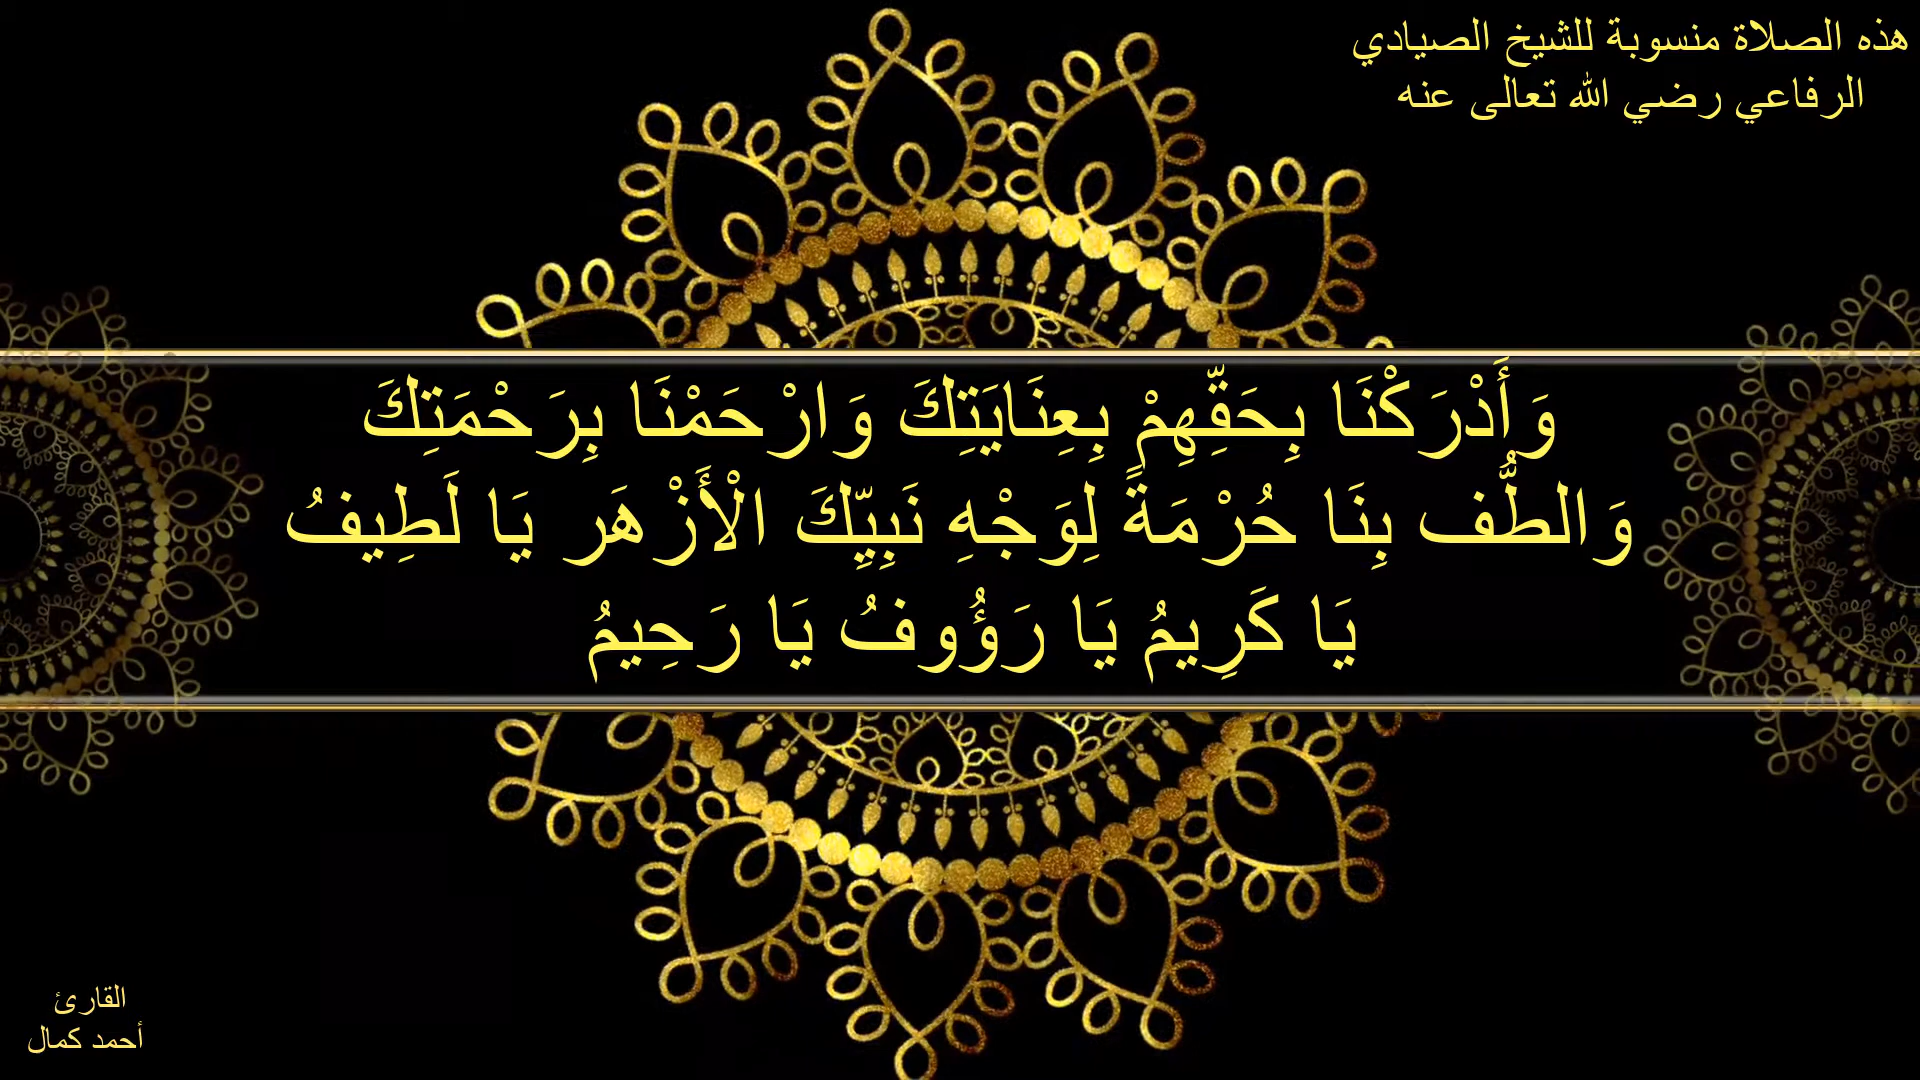 هذه الصلاة منسوبة للشيخ الصيادي
الرفاعي رضي الله تعالى عنه
وَأَدْرَكْنَا بِحَقِّهِمْ بِعِنَايَتِكَ وَارْحَمْنَا بِرَحْمَتِكَ
وَالطُّف بِنَا حُرْمَةً لِوَجْهِ نَبِيِّكَ الْأَزْهَر يَا لَطِيفُ
يَا كَرِيمُ يَا رَؤُوفُ يَا رَحِيمُ
القارئ
أحمد كمال